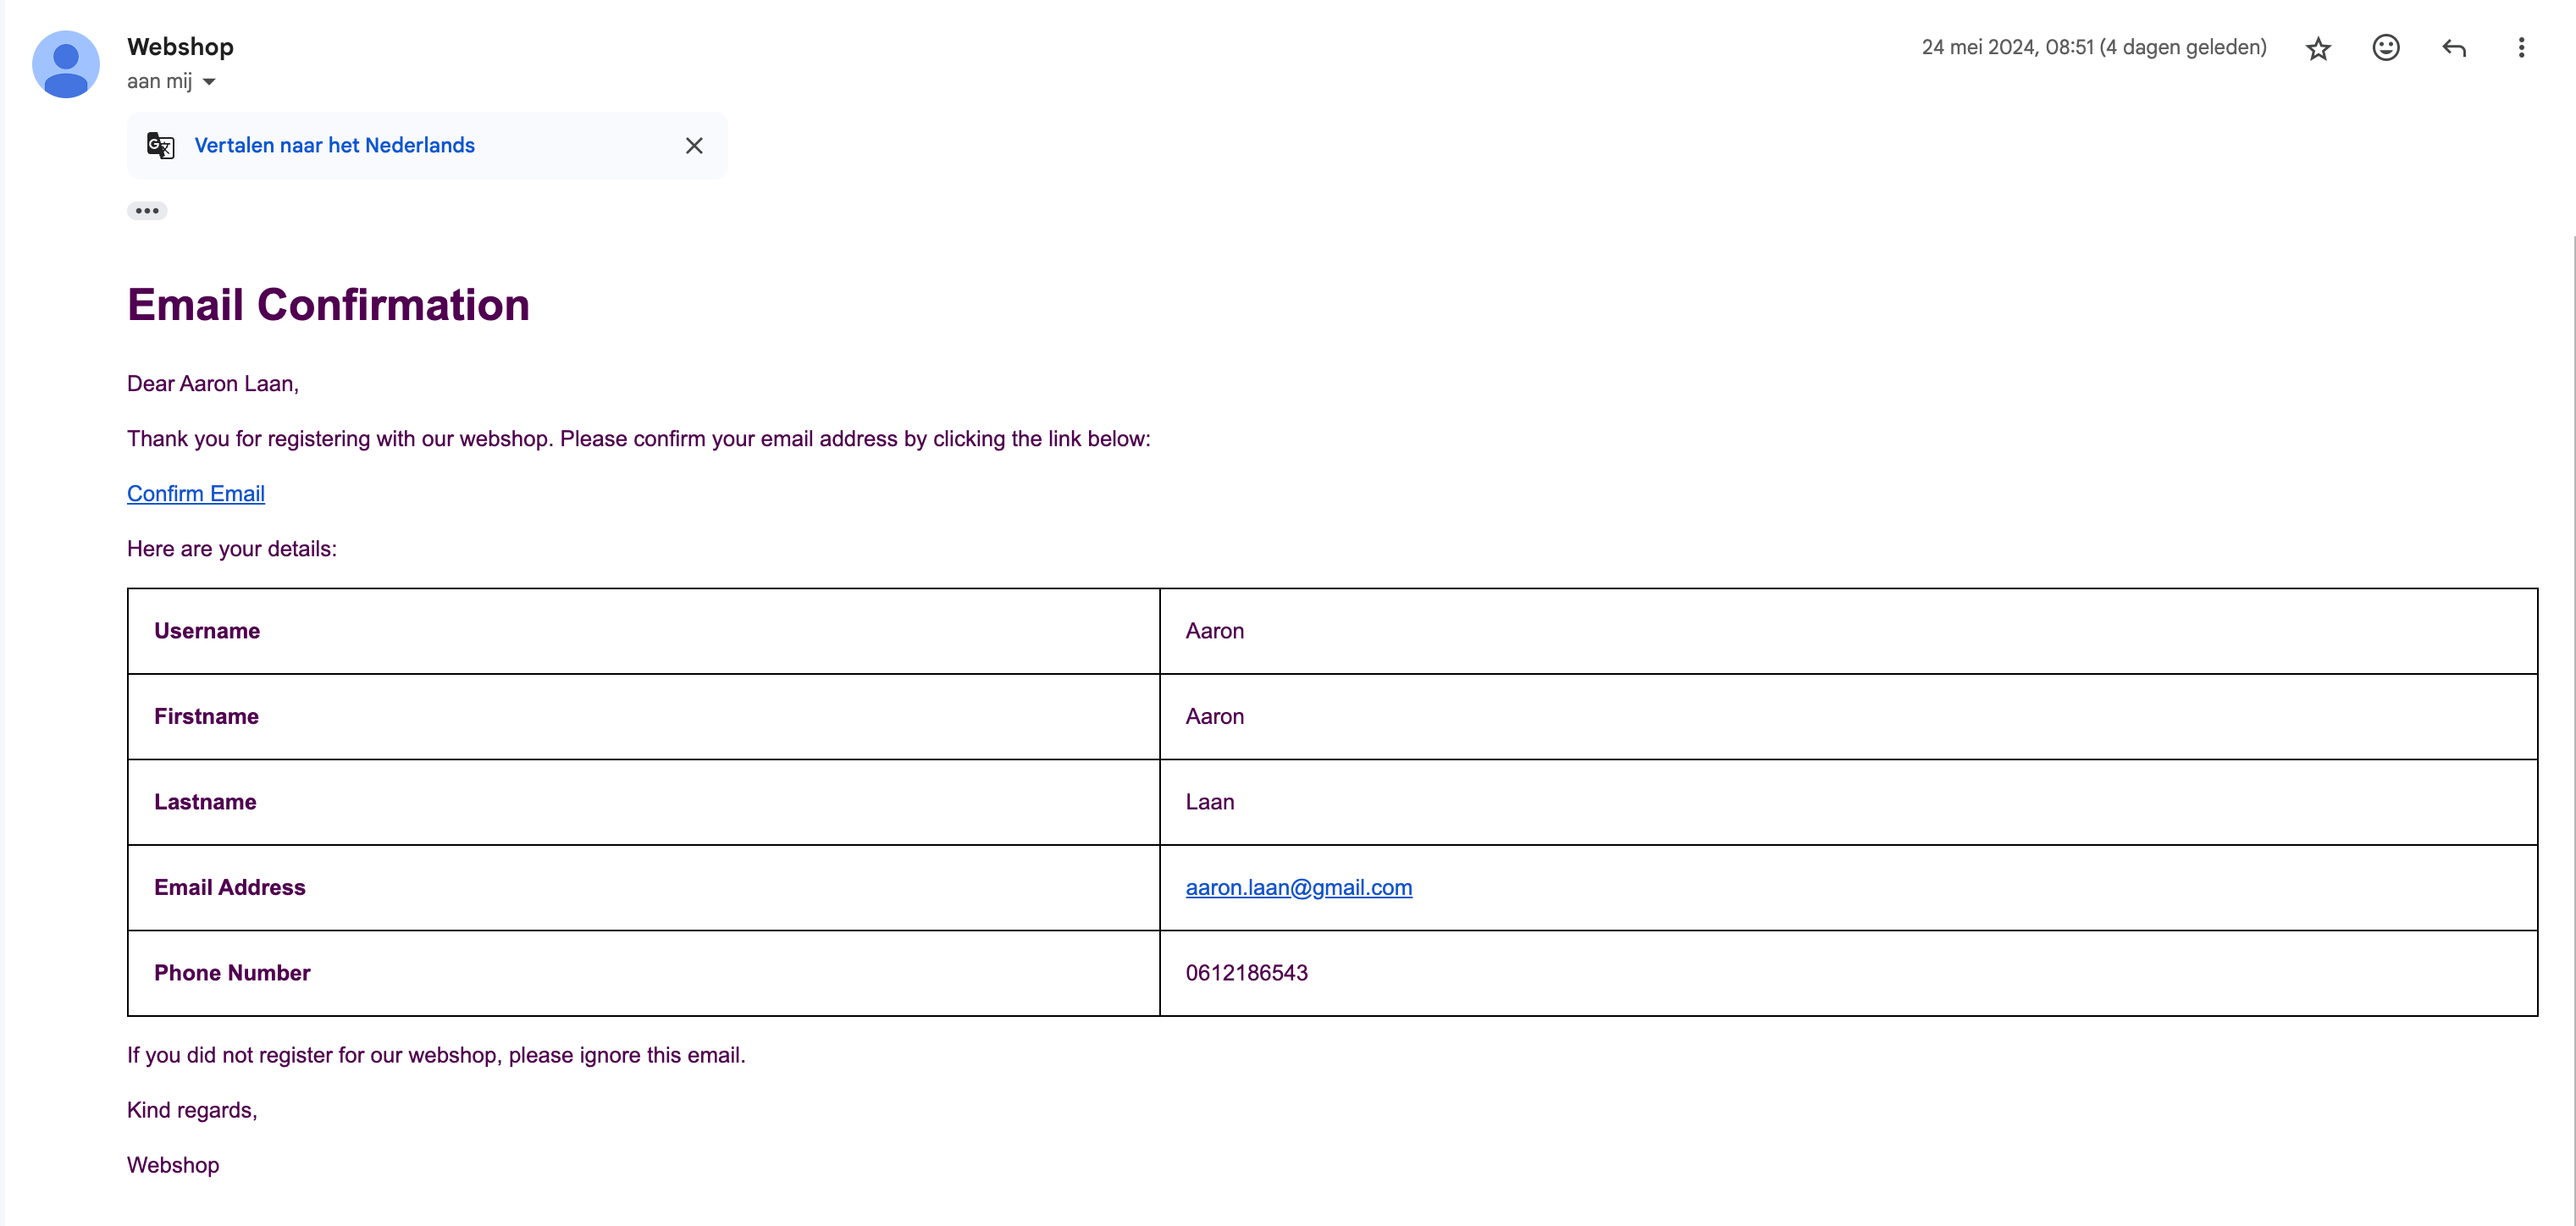 Webshop
24 mei 2024, 08:51 (4 dagen geleden)
aan mij
Vertalen naar het Nederlands
Email Confirmation
Dear Aaron Laan,
Thank you for registering with our webshop. Please confirm your email address by clicking the link below:
Confirm Email
Here are your details:
Username Aaron
Firstname Aaron
Lastname Laan
Email Address aaron.laan@gmail.com
Phone Number 0612186543
If you did not register for our webshop, please ignore this email.
Kind regards,
Webshop